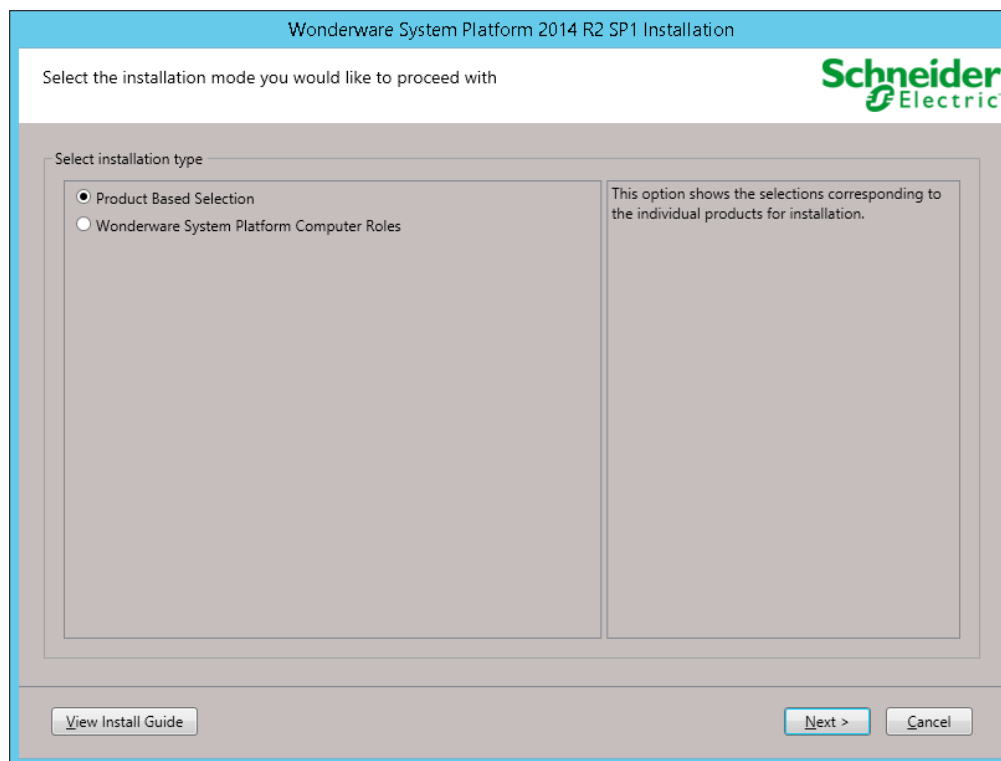 Wonderware System Platform 2014 R2 SP1 Installation
Select the installation mode you would like to proceed with
Schneider
Electric
Select installation type
Product Based Selection
Wonderware System Platform Computer Roles
This option shows the selections corresponding to
the individual products for installation.
View Install Guide
Next >
Cancel